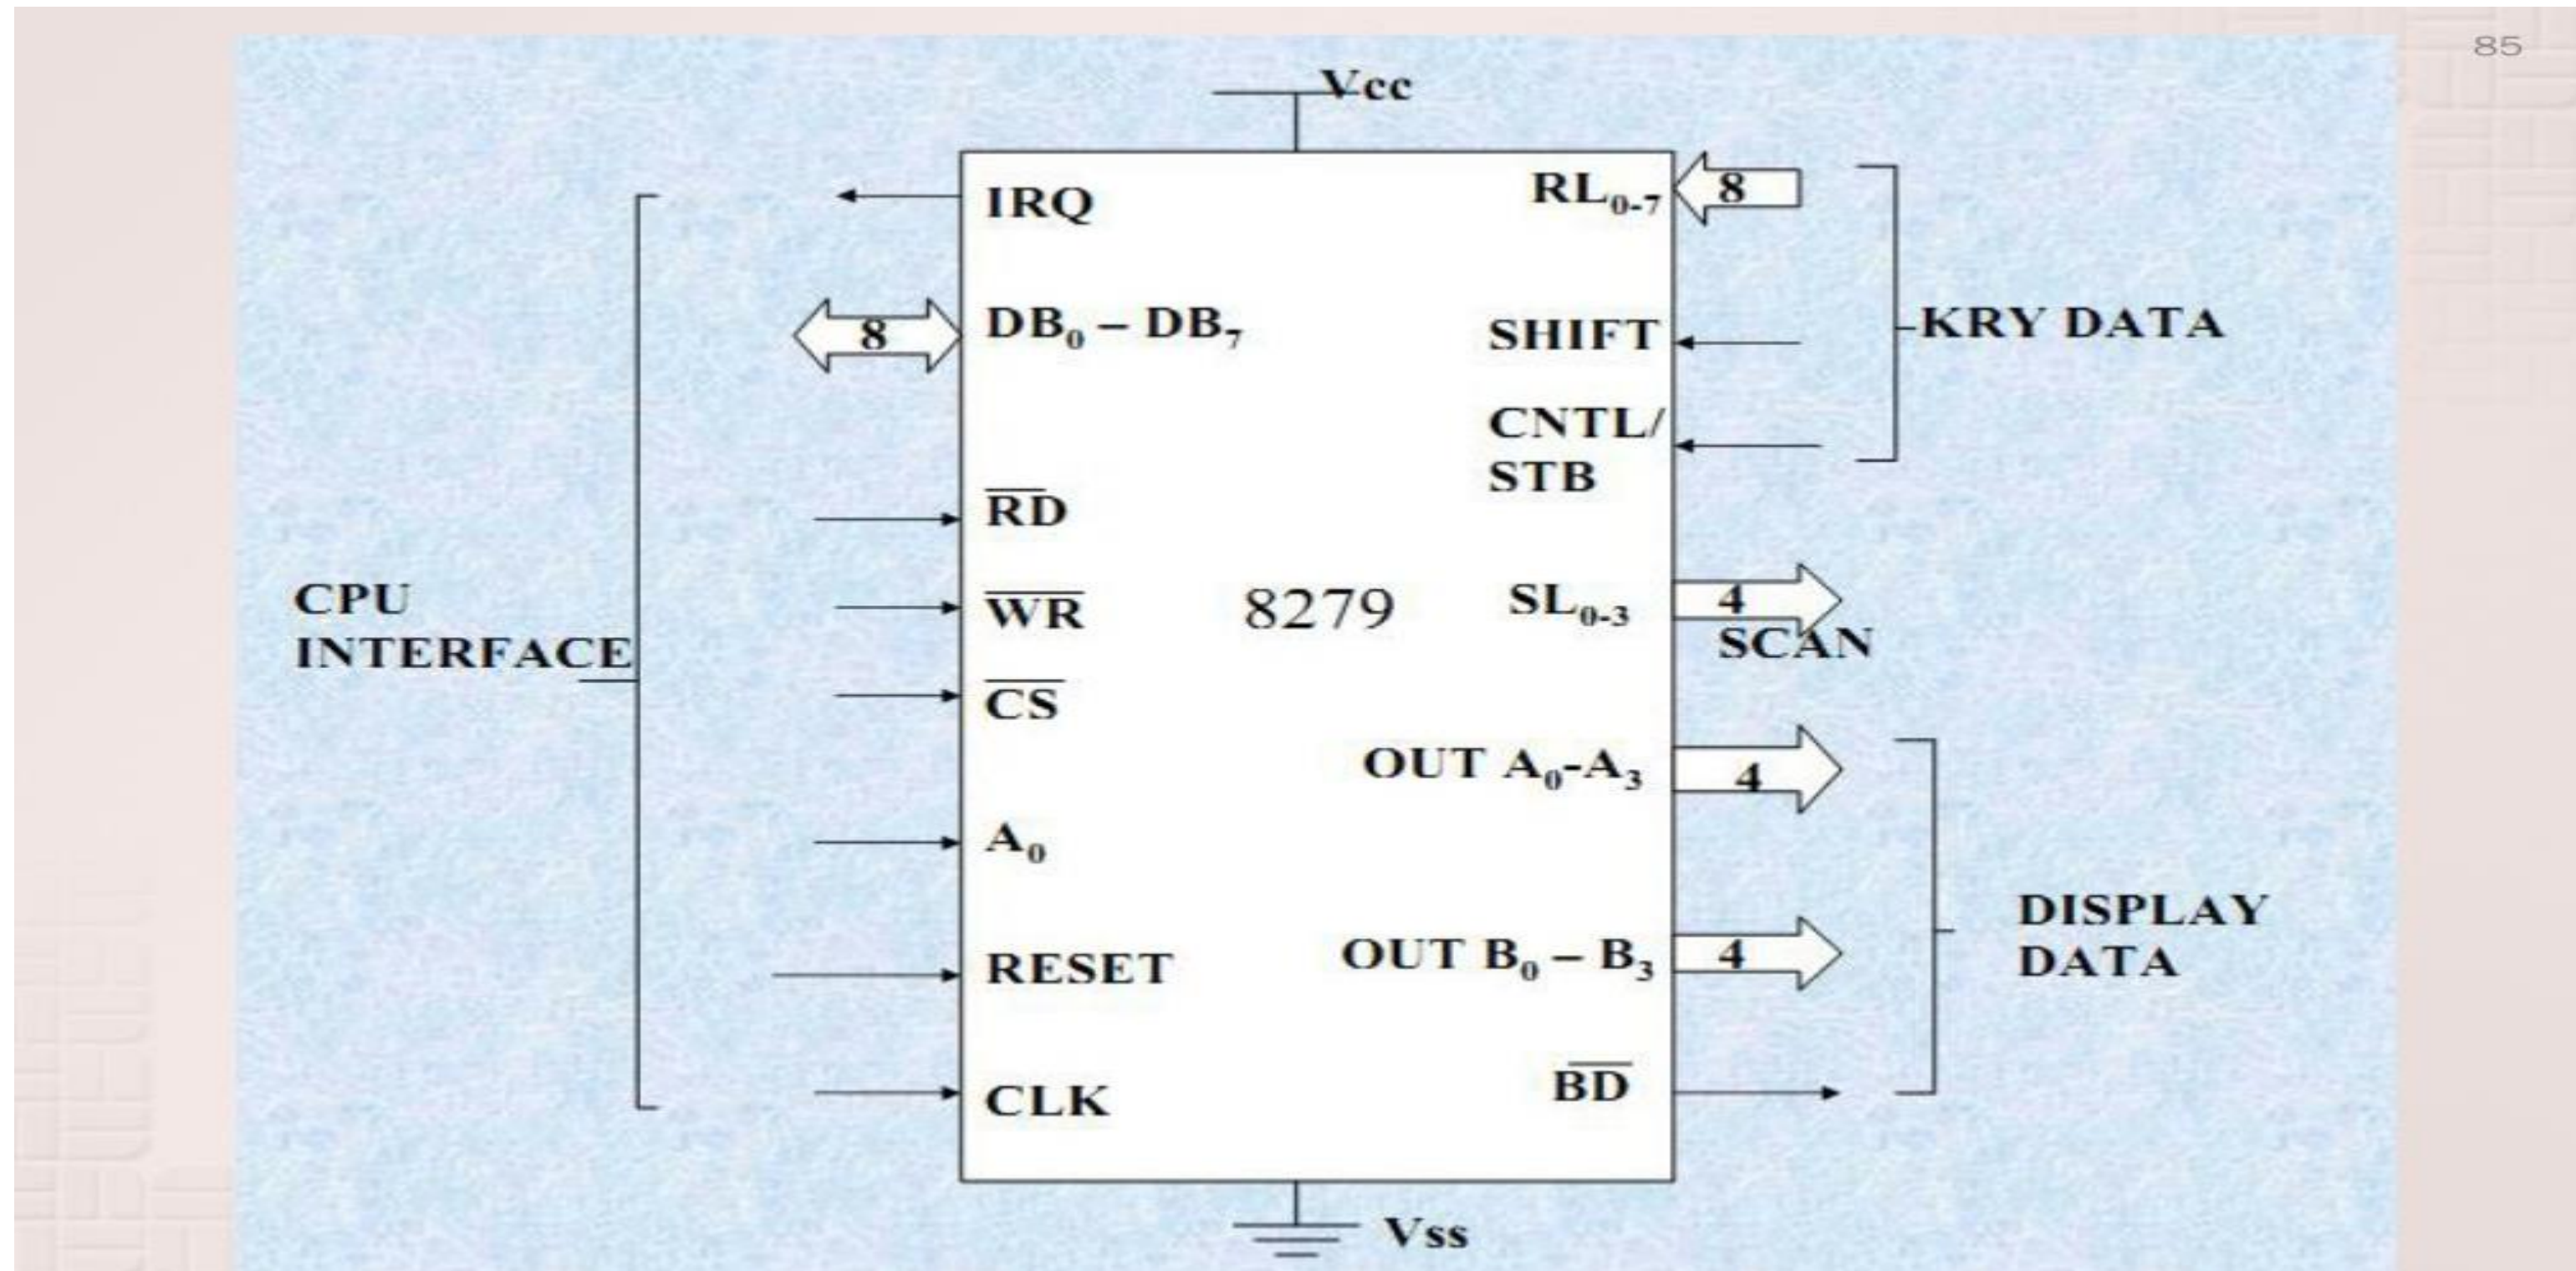 85
Vcc
IRQ
DB₀ – DB₇
8
RD
WR
CS
A₀
RESET
CLK
CPU
INTERFACE
8279
RL₀₋₇
8
SHIFT
CNTL/
STB
KRY DATA
SL₀₋₃
4
SCAN
OUT A₀-A₃
4
OUT B₀ – B₃
4
BD
DISPLAY
DATA
Vss